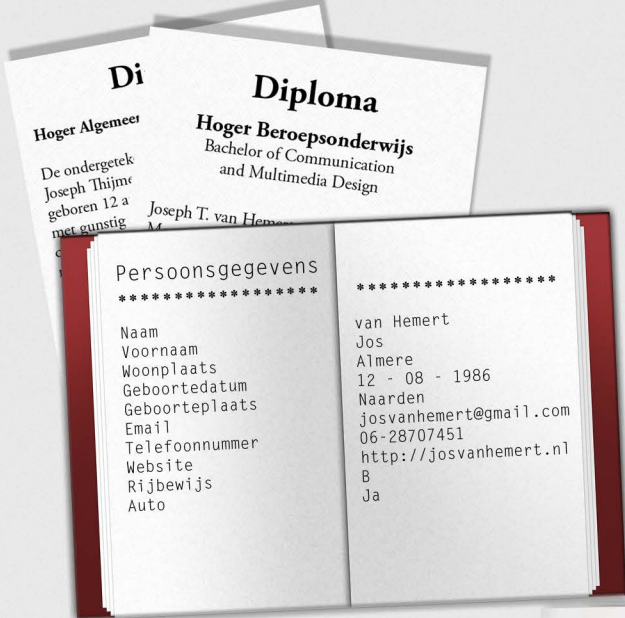 Di
Hoger Algemee
De ondergetek
Joseph Thijme
geboren 12 a
met gunstig
Diploma
Hoger Beroepsonderwijs
Bachelor of Communication
and Multimedia Design
Joseph T. van Heme
Persoonsgegevens
******************
Naam
Voornaam
Woonplaats
Geboortedatum
Geboorteplaats
Email
Telefoonnummer
Website
Rijbewijs
Auto
******************
van Hemert
Jos
Almere
12 - 08 - 1986
Naarden
josvanhemert@gmail.com
06-28707451
http://josvanhemert.nl
B
Ja